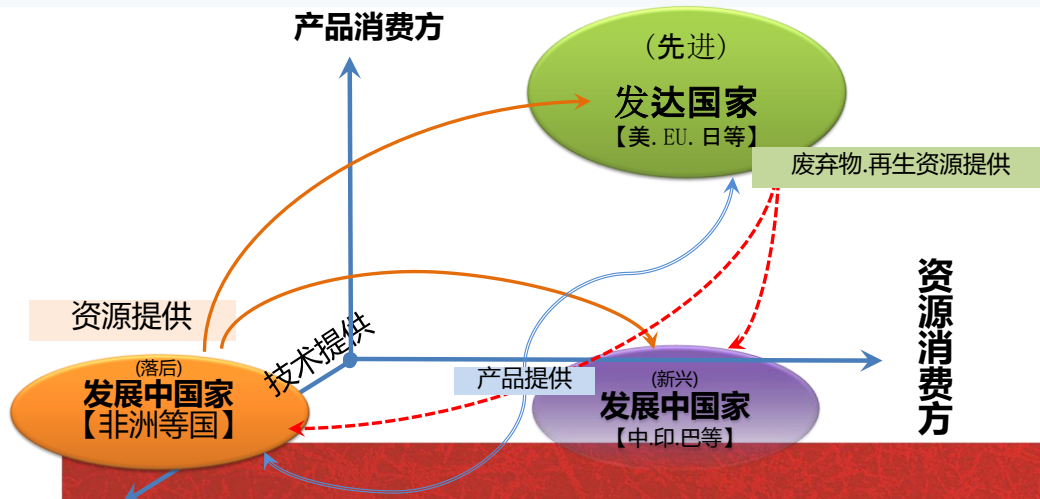 产品消费方
(先进)
发达国家
【美. EU. 日等】
废弃物.再生资源提供
资源消费方
资源提供
技术提供
产品提供
(落后)
发展中国家
【非洲等国】
(新兴)
发展中国家
【中.印.巴等】